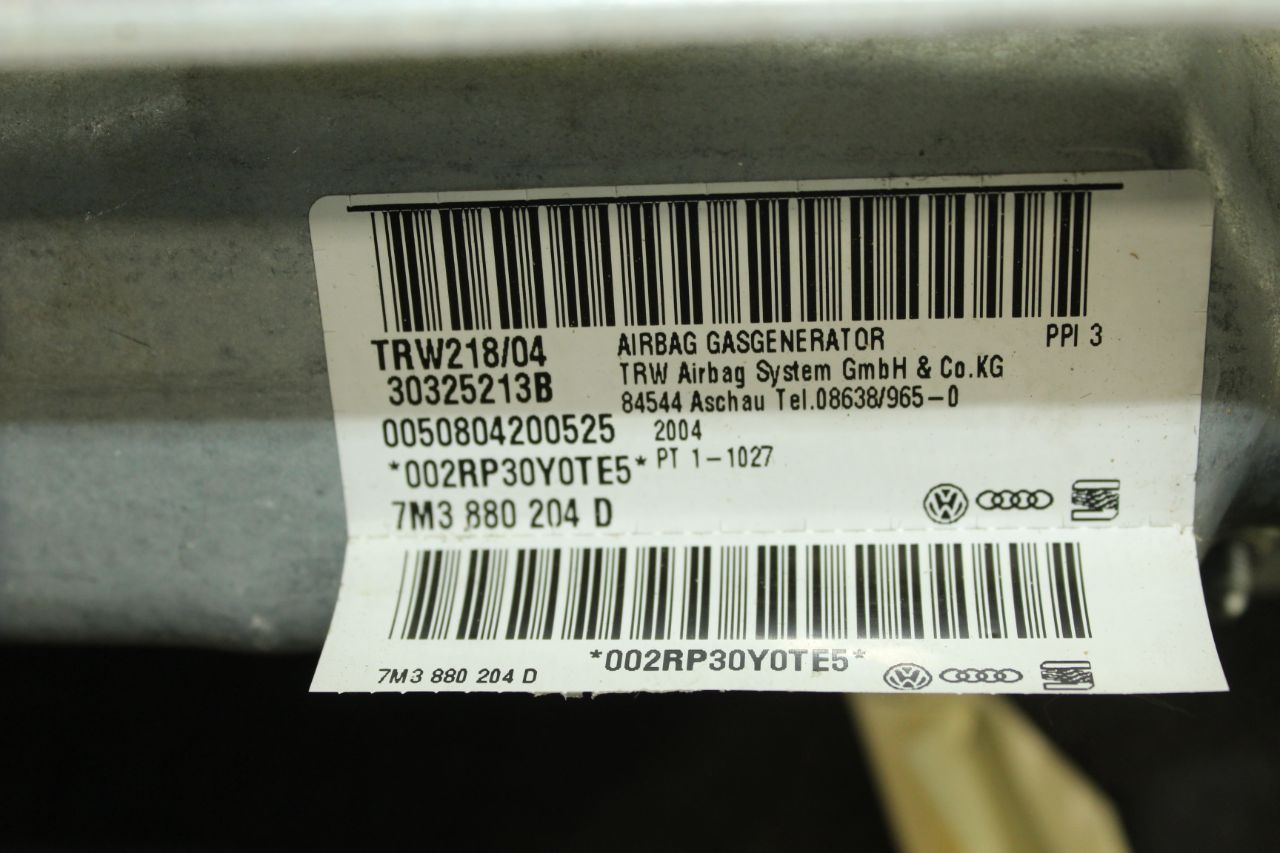 TRW218/04
30325213B
0050804200525
*002RP30Y0TE5*
7M3 880 204 D
AIRBAG GASGENERATOR PPI 3
TRW Airbag System GmbH & Co.KG
84544 Aschau Tel.08638/965-0
2004
PT 1-1027
*002RP30Y0TE5*
7M3 880 204 D